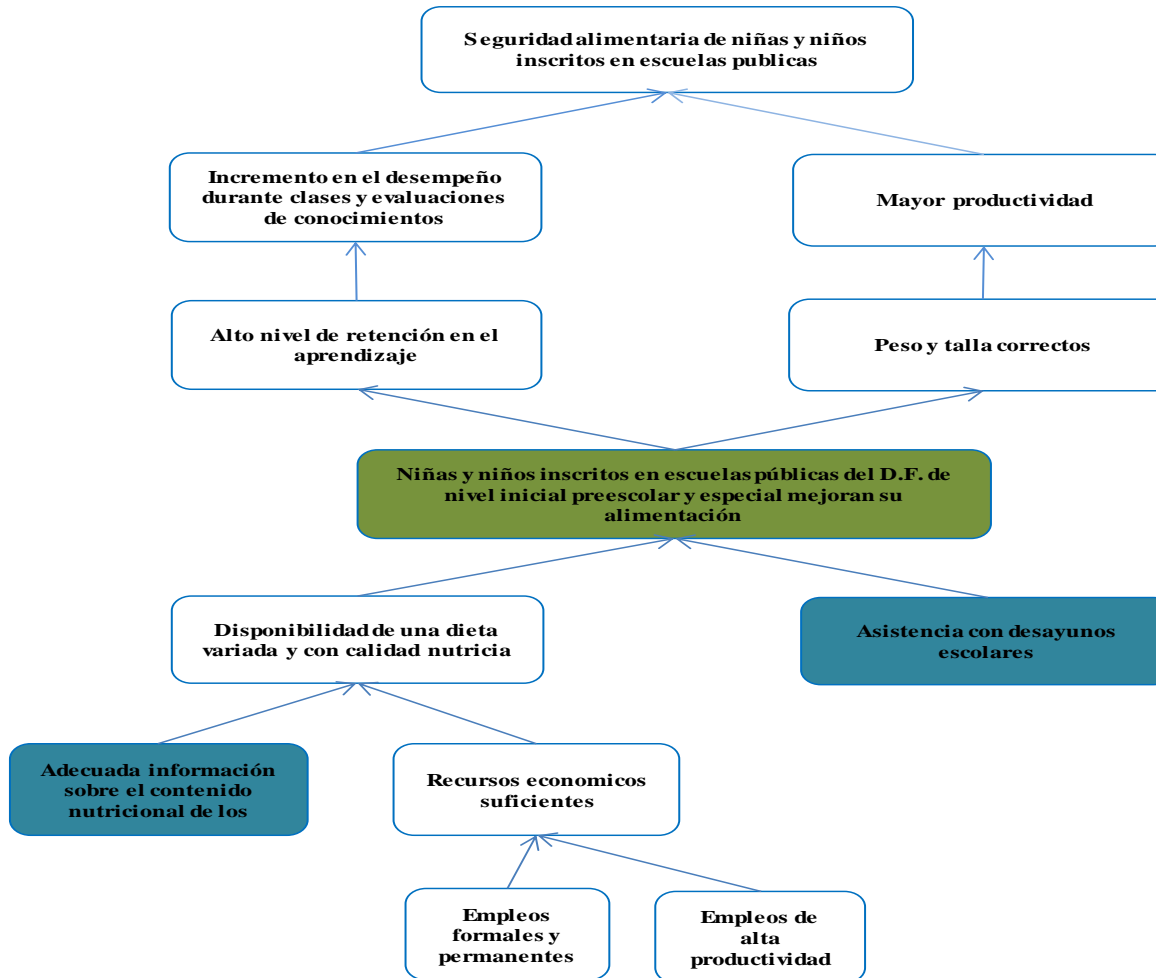 Seguridad alimentaria de niñas y niños
inscritos en escuelas publicas
Incremento en el desempeño
durante clases y evaluaciones
de conocimientos
Mayor productividad
Alto nivel de retención en el
aprendizaje
Peso y talla correctos
Niñas y niños inscritos en escuelas públicas del D.F. de
nivel inicial preescolar y especial mejoran su
alimentación
Disponibilidad de una dieta
variada y con calidad nutricia
Asistencia con desayunos
escolares
Adecuada información
sobre el contenido
nutricional de los
Recursos economicos
suficientes
Empleos
formales y
permanentes
Empleos de
alta
productividad